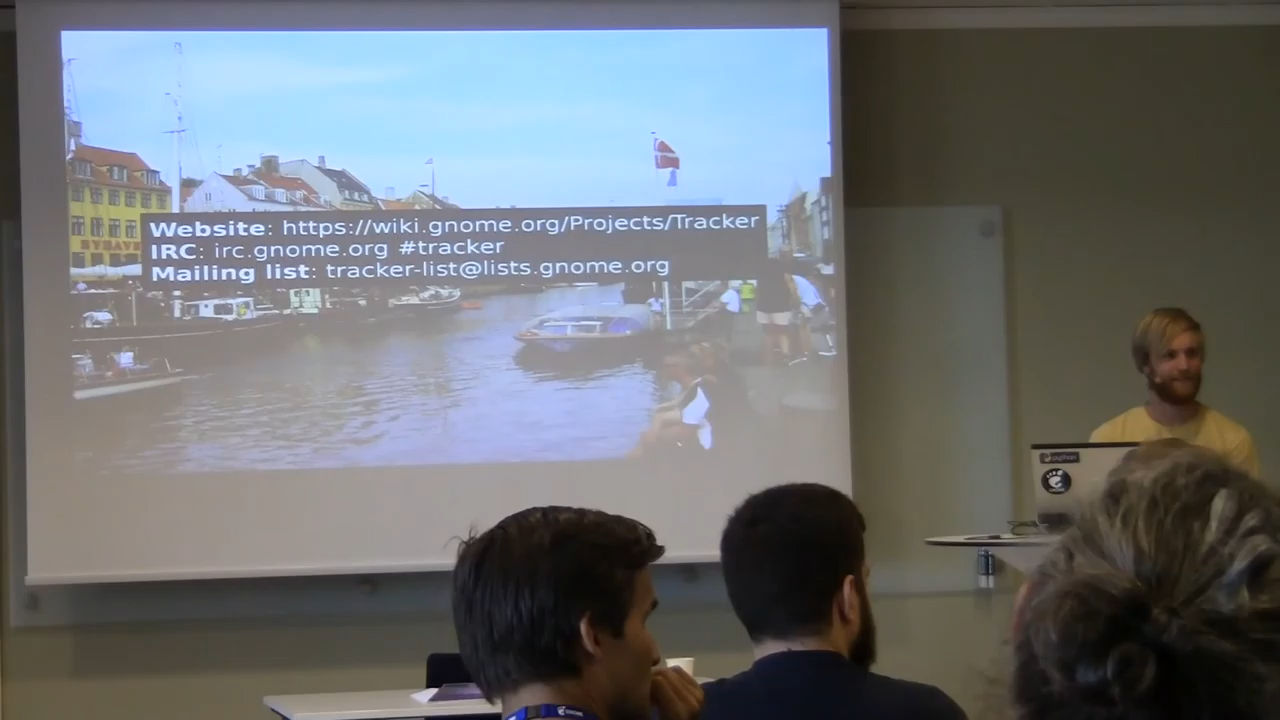 Website: https://wiki.gnome.org/Projects/Tracker
IRC: irc.gnome.org #tracker
Mailing list: tracker-list@lists.gnome.org